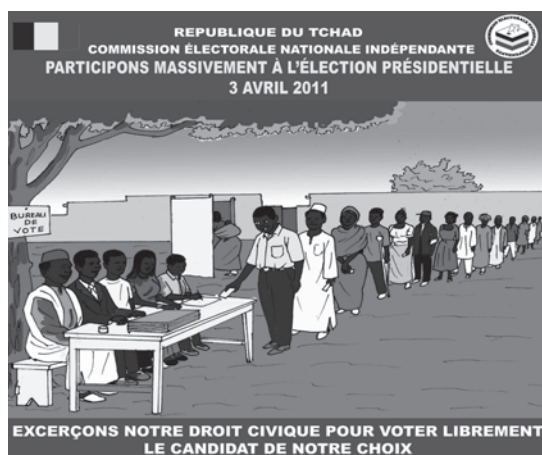 REPUBLIQUE DU TCHAD
COMMISSION ÉLECTORALE NATIONALE INDÉPENDANTE
PARTICIPONS MASSIVEMENT À L'ÉLECTION PRÉSIDENTIELLE
3 AVRIL 2011
BUREAU
DE
VOTE
EXCERÇONS NOTRE DROIT CIVIQUE POUR VOTER LIBREMENT
LE CANDIDAT DE NOTRE CHOIX